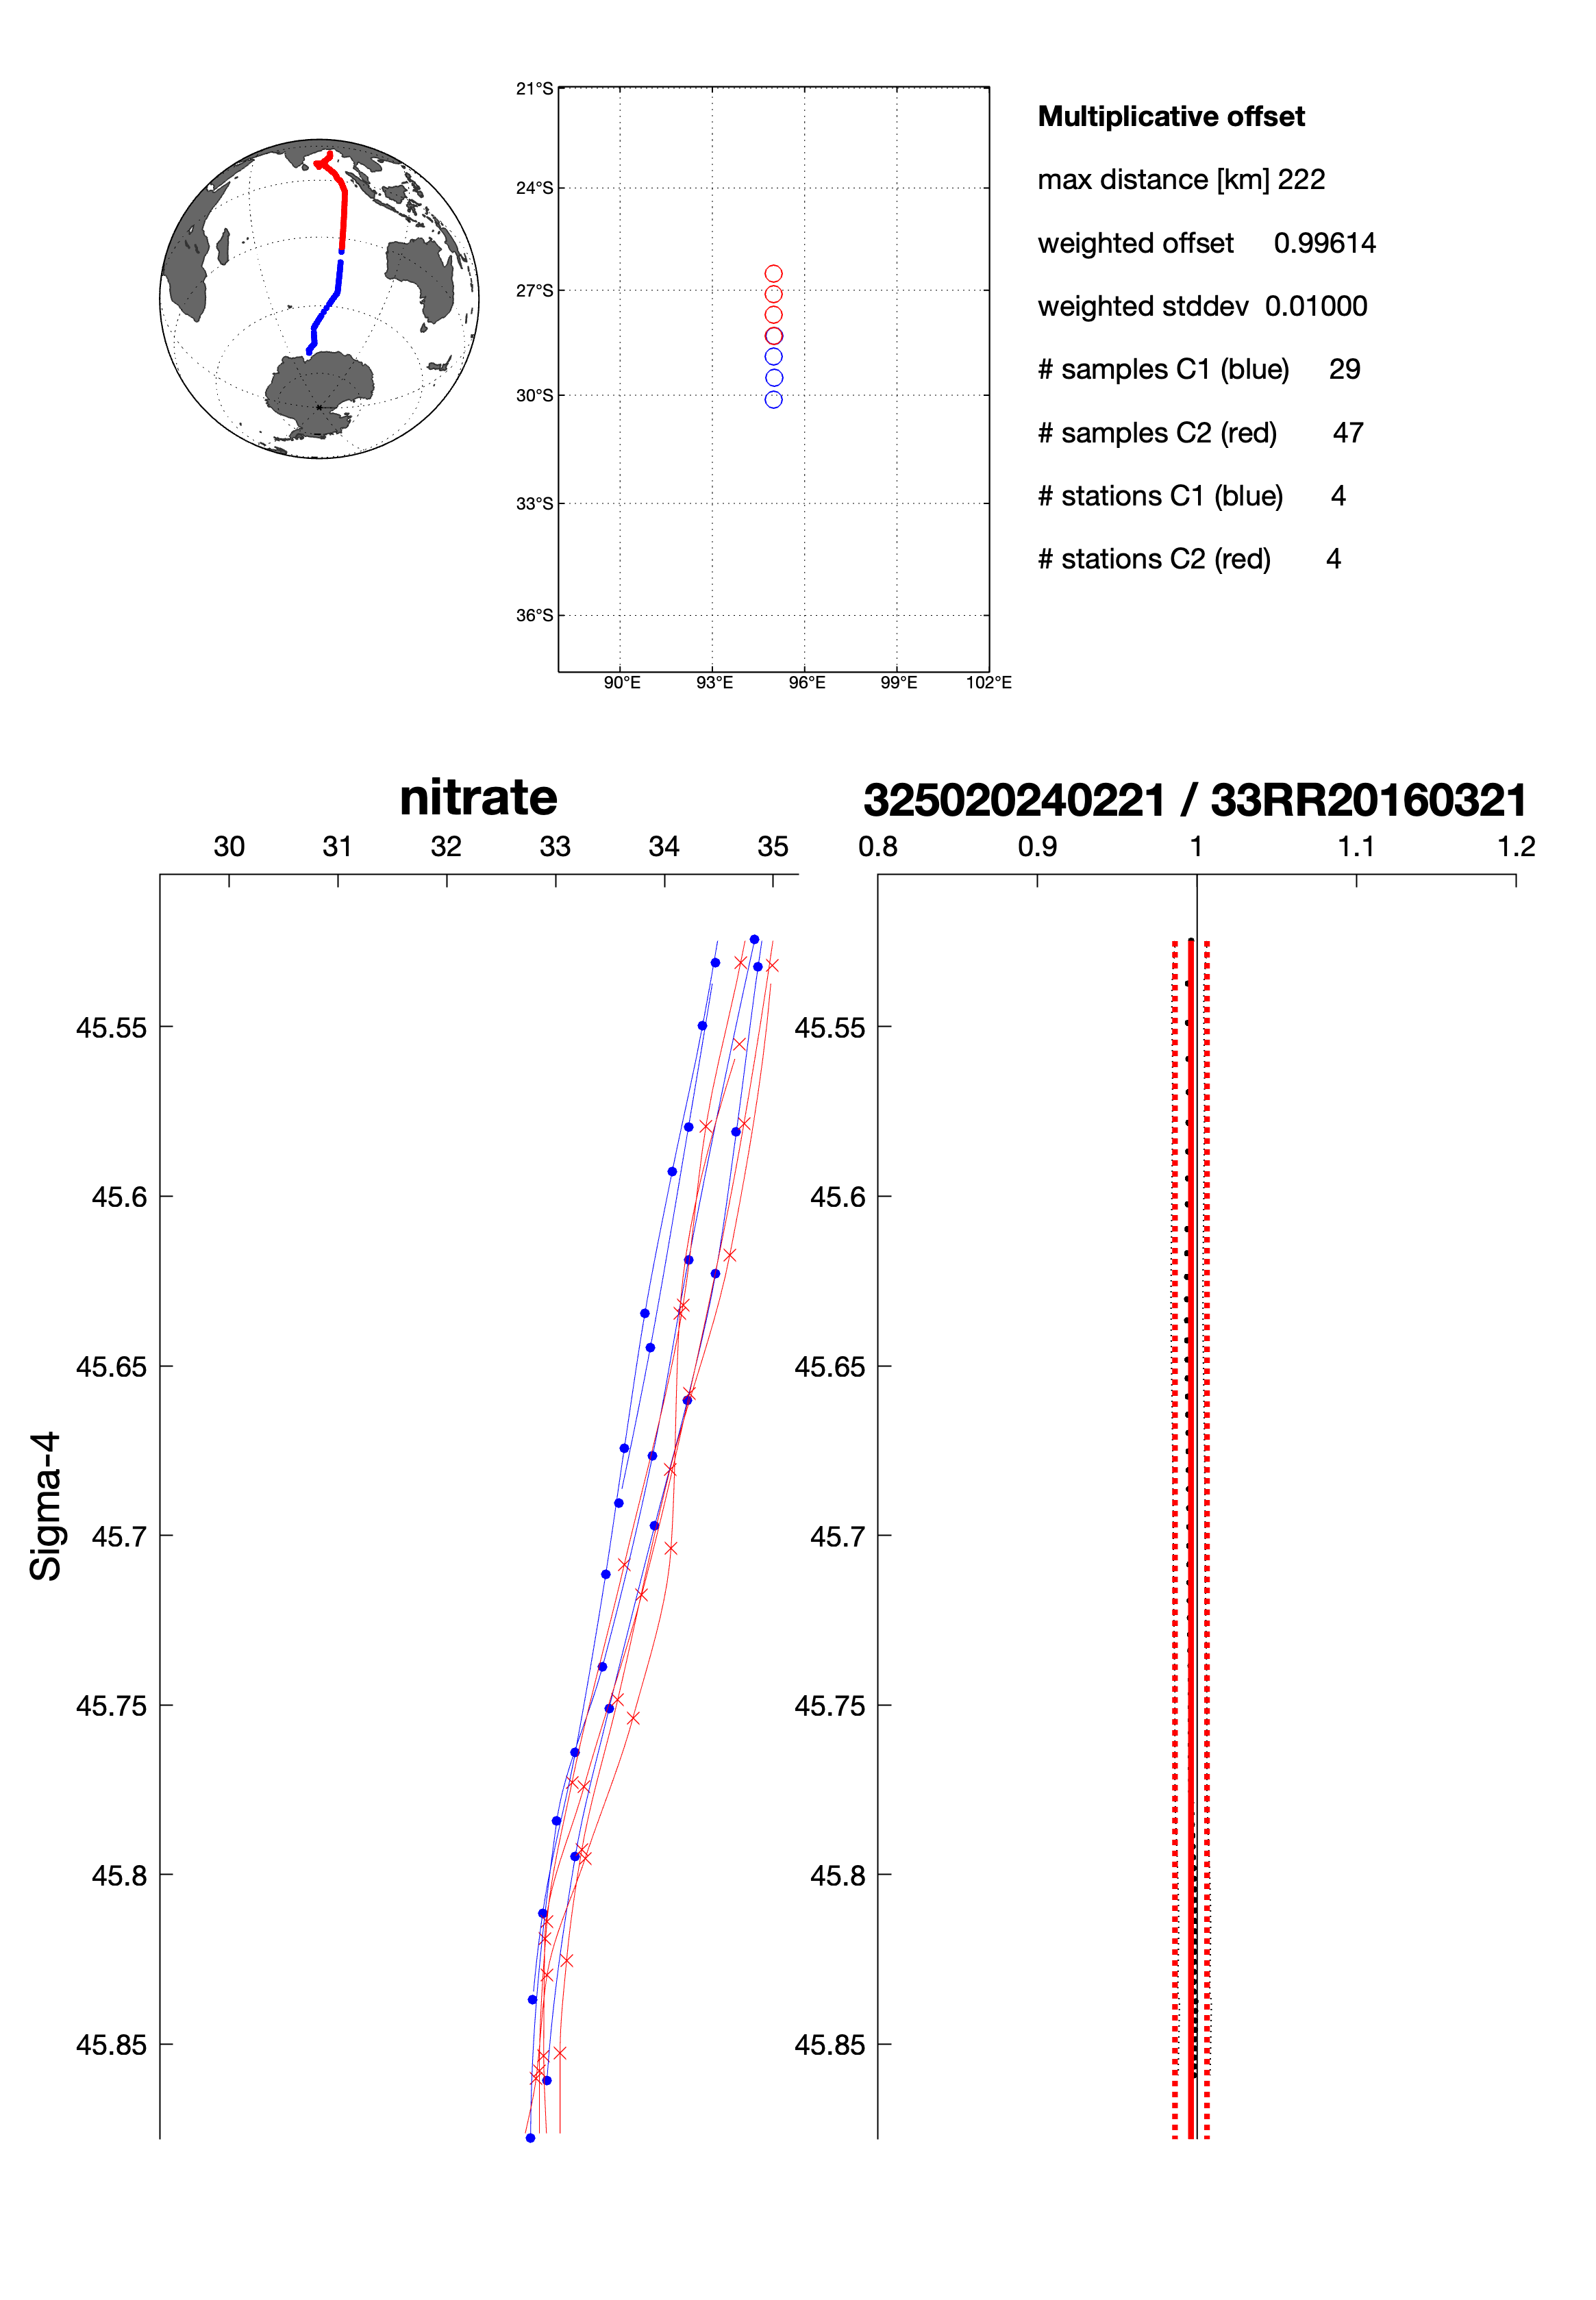 21°S
24°S
27°S
30°S
33°S
36°S
90°E 93°E 96°E 99°E 102°E
Multiplicative offset
max distance [km] 222
weighted offset 0.99614
weighted stddev 0.01000
# samples C1 (blue) 29
# samples C2 (red) 47
# stations C1 (blue) 4
# stations C2 (red) 4
nitrate
30 31 32 33 34 35
45.55
45.6
45.65
45.7
45.75
45.8
45.85
Sigma-4
325020240221 / 33RR20160321
0.8 0.9 1 1.1 1.2
45.55
45.6
45.65
45.7
45.75
45.8
45.85